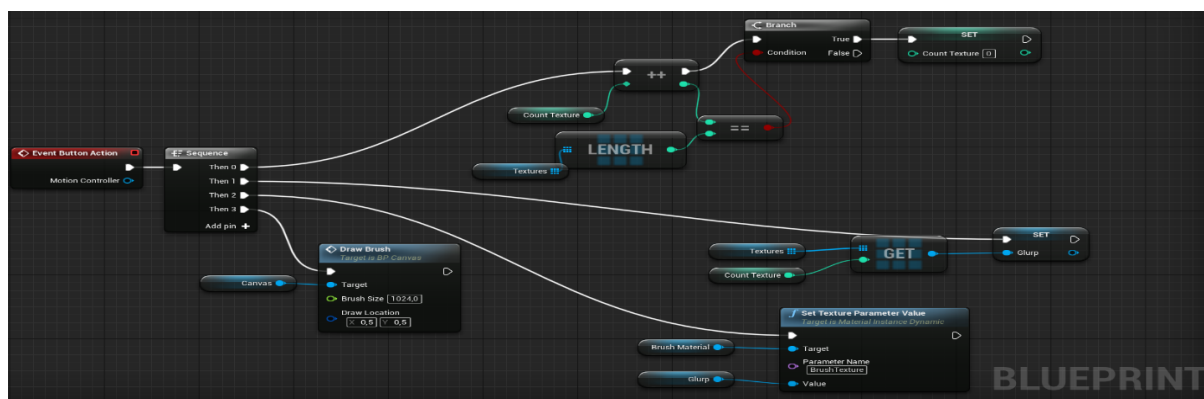 Branch
True
Condition
False
SET
Count Texture 0
++
Count Texture
==
LENGTH
Textures
Event Button Action
Motion Controller
Sequence
Then 0
Then 1
Then 2
Then 3
Add pin +
Draw Brush
Target is BP Canvas
Canvas
Target
Brush Size 1024,0
Draw Location
X 0,5 Y 0,5
Textures
Count Texture
GET
SET
Glurp
Set Texture Parameter Value
Target is Material Instance Dynamic
Brush Material
Target
Parameter Name
BrushTexture
Glurp
Value
BLUEPRINT